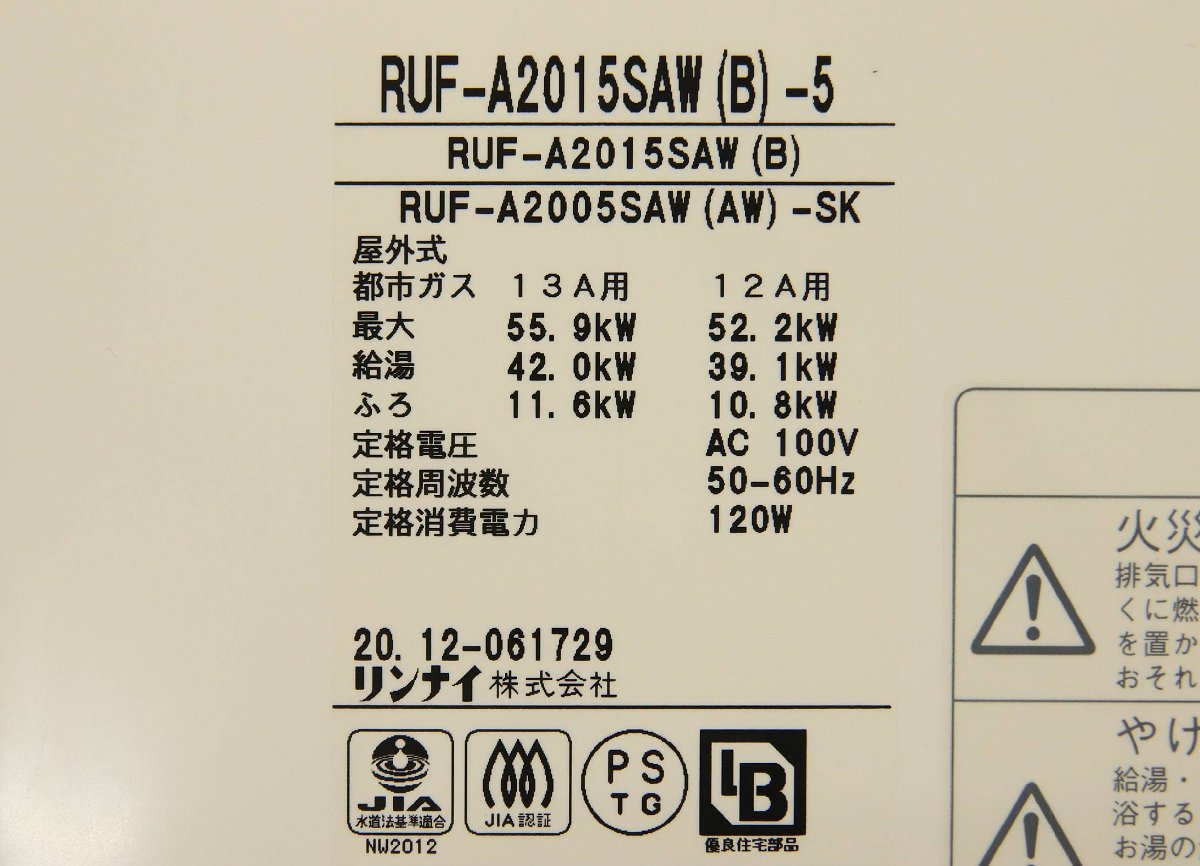 RUF-A2015SAW(B)-5
RUF-A2015SAW(B)
RUF-A2005SAW(AW)-SK
屋外式
都市ガス 13A用 12A用
最大 55.9kW 52.2kW
給湯 42.0kW 39.1kW
ふろ 11.6kW 10.8kW
定格電圧 AC 100V
定格周波数 50-60Hz
定格消費電力 120W
20.12-061729
リンナイ株式会社
JIA
水道法基準適合
NW2012
JIA認証
PS
TG
LB
優良住宅部品
火災
排気口
くに燃
を置か
おそれ
やけ
給湯・
浴する
お湯の